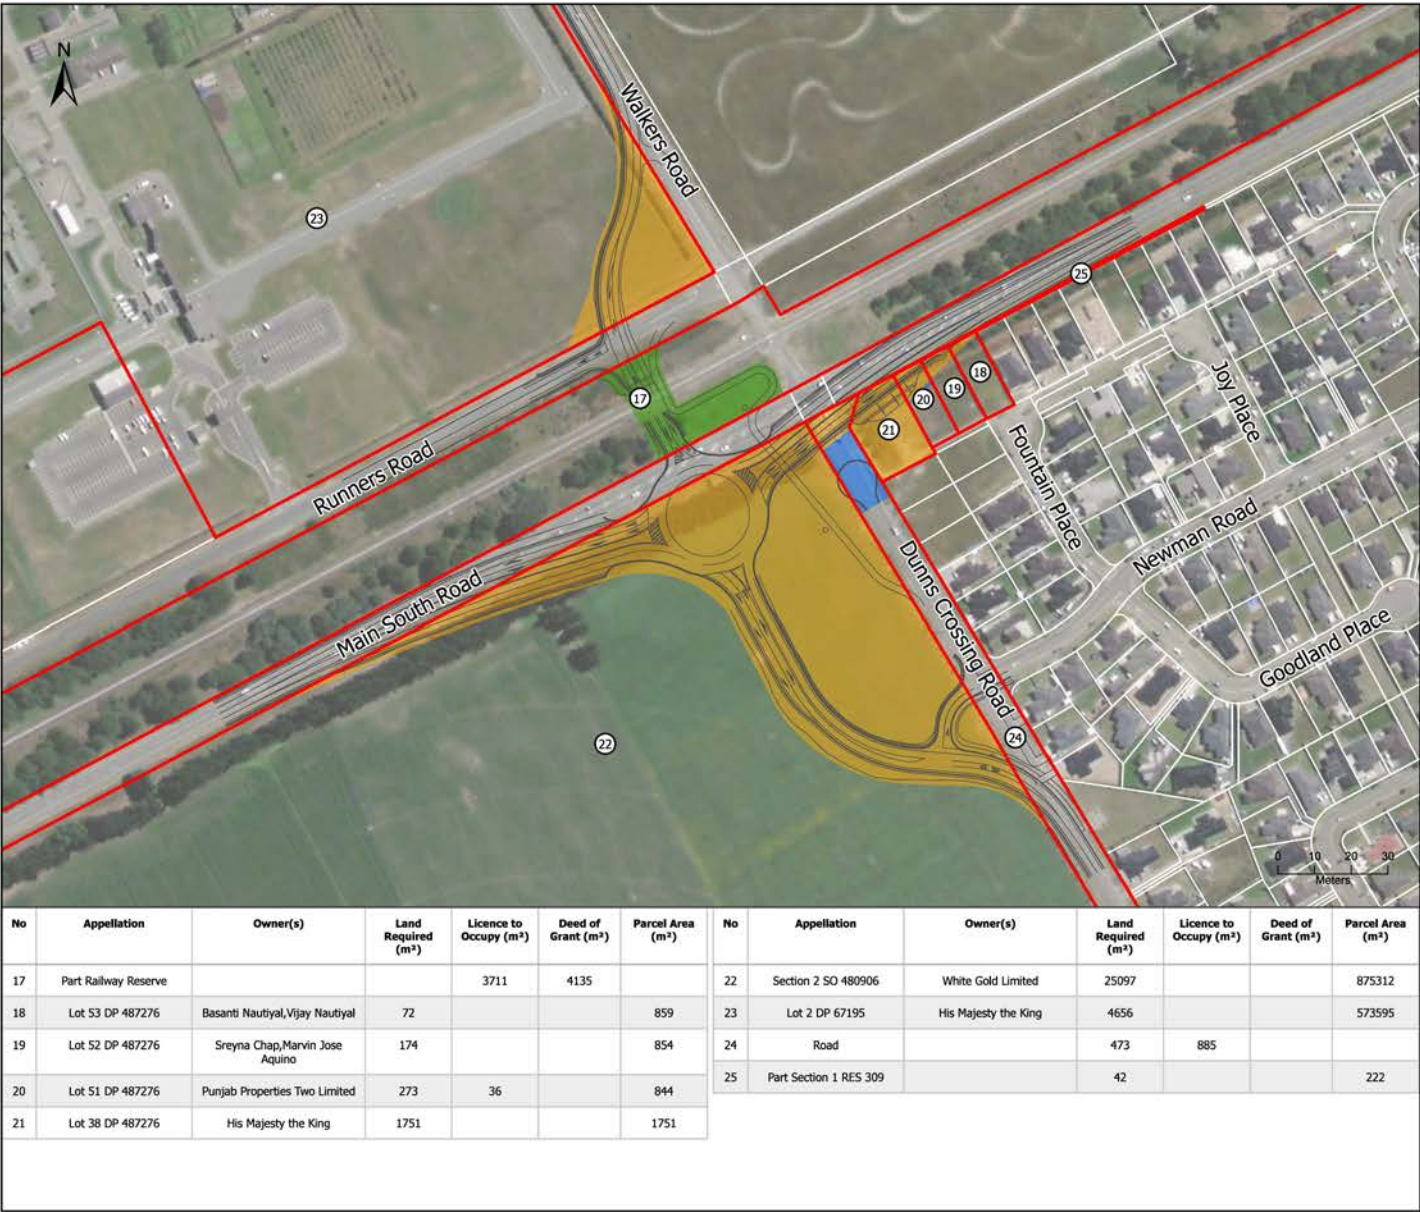 N
Walkers Road
23
25
17
18
19
20
21
Joy Place
Fountain Place
Runners Road
Newman Road
Main South Road
Dunns Crossing Road
Goodland Place
22
24
0 10 20 30
Meters
No Appellation Owner(s) Land Required (m²) Licence to Occupy (m²) Deed of Grant (m²) Parcel Area (m²)
17 Part Railway Reserve 3711 4135
18 Lot 53 DP 487276 Basanti Nautiyal,Vijay Nautiyal 72 859
19 Lot 52 DP 487276 Sreyna Chap,Marvin Jose Aquino 174 854
20 Lot 51 DP 487276 Punjab Properties Two Limited 273 36 844
21 Lot 38 DP 487276 His Majesty the King 1751 1751
No Appellation Owner(s) Land Required (m²) Licence to Occupy (m²) Deed of Grant (m²) Parcel Area (m²)
22 Section 2 SO 480906 White Gold Limited 25097 875312
23 Lot 2 DP 67195 His Majesty the King 4656 573595
24 Road 473 885
25 Part Section 1 RES 309 42 222